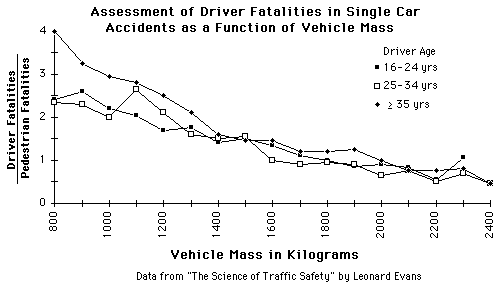 Assessment of Driver Fatalities in Single Car
Accidents as a Function of Vehicle Mass
Driver Fatalities
Pedestrian Fatalities
4
3
2
1
0
Driver Age
16-24 yrs
25-34 yrs
≥ 35 yrs
800
1000
1200
1400
1600
1800
2000
2200
2400
Vehicle Mass in Kilograms
Data from "The Science of Traffic Safety" by Leonard Evans